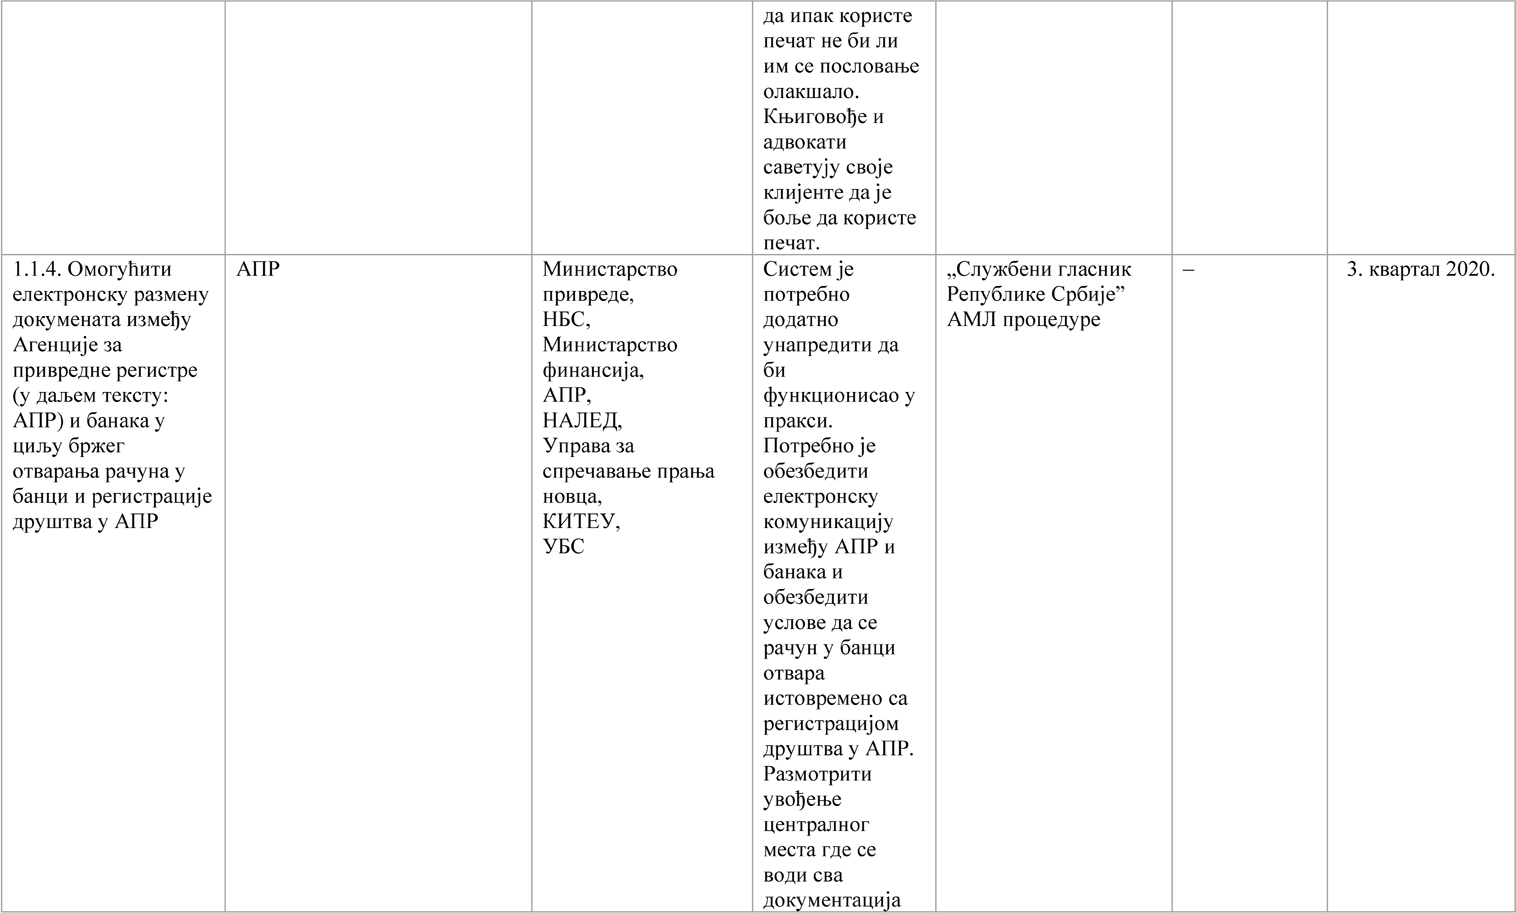 да ипак користе
печат не би ли
им се пословање
олакшало.
Књиговође и
адвокати
саветују своје
клијенте да је
боље да користе
печат.
1.1.4. Омогућити
електронску размену
докумената између
Агенције за
привредне регистре
(у даљем тексту:
АПР) и банака у
циљу бржег
отварања рачуна у
банци и регистрације
друштва у АПР
АПР
Министарство
привреде,
НБС,
Министарство
финансија,
АПР,
НАЛЕД,
Управа за
спречавање прања
новца,
КИТЕУ,
УБС
Систем је
потребно
додатно
унапредити да
би
функционисао у
пракси.
Потребно је
обезбедити
електронску
комуникацију
између АПР и
банака и
обезбедити
услове да се
рачун у банци
отвара
истовремено са
регистрацијом
друштва у АПР.
Размотрити
увођење
централног
места где се
води сва
документација
„Службени гласник
Републике Србије”
АМЛ процедуре
–
3. квартал 2020.